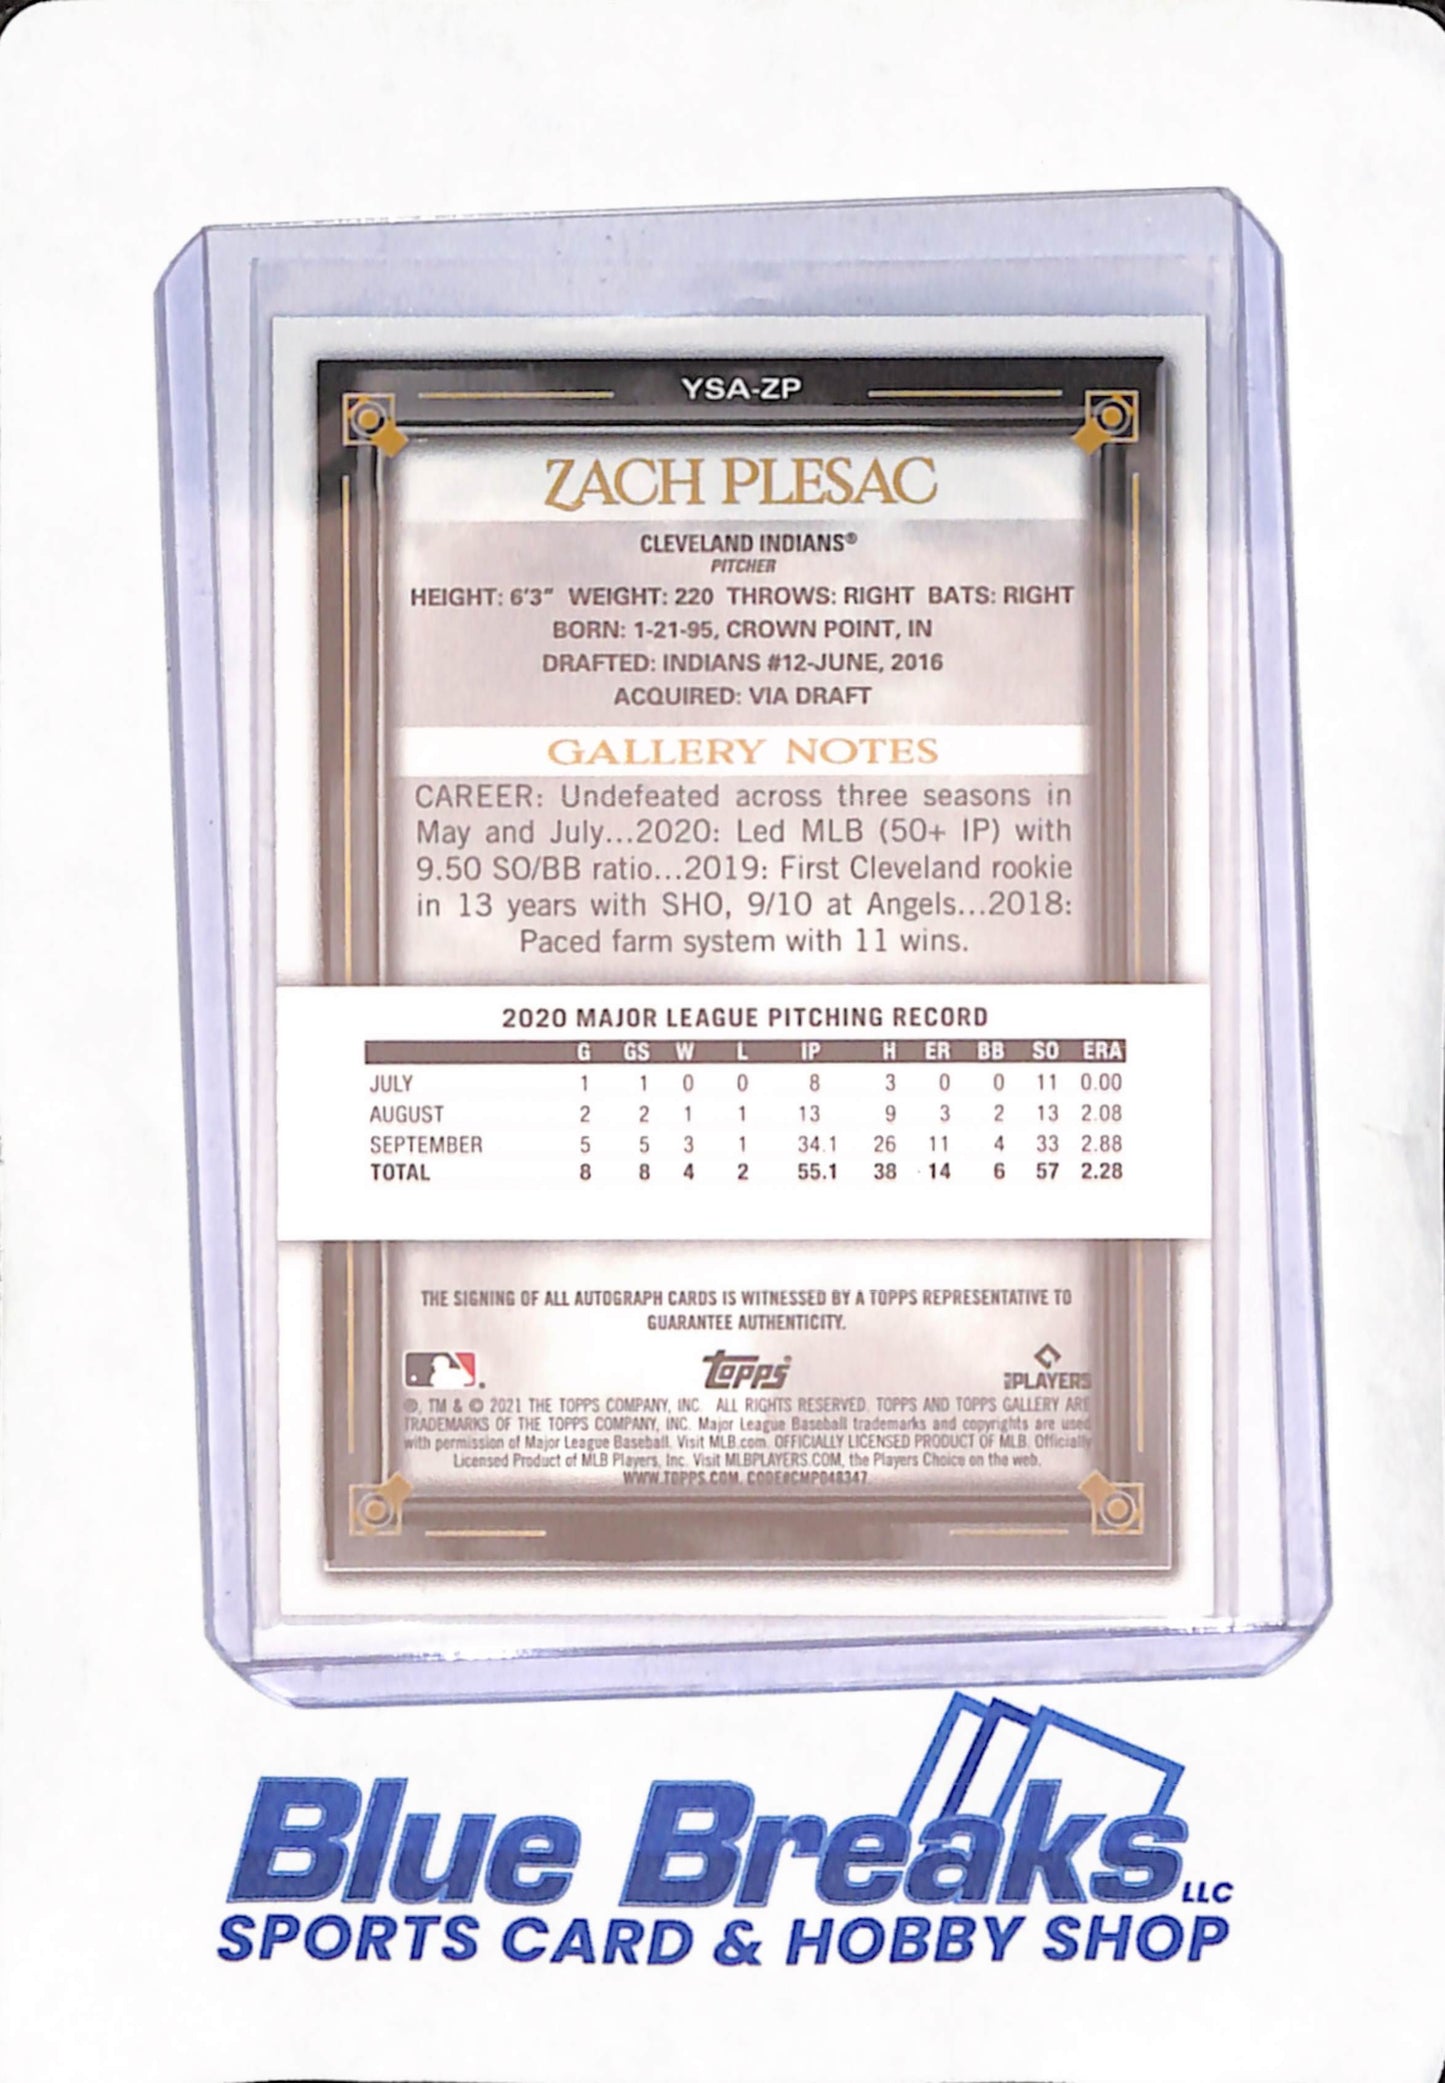 YSA-ZP
ZACH PLESAC
CLEVELAND INDIANS®
PITCHER
HEIGHT: 6'3" WEIGHT: 220 THROWS: RIGHT BATS: RIGHT
BORN: 1-21-95, CROWN POINT, IN
DRAFTED: INDIANS #12-JUNE, 2016
ACQUIRED: VIA DRAFT
GALLERY NOTES
CAREER: Undefeated across three seasons in
May and July...2020: Led MLB (50+ IP) with
9.50 SO/BB ratio...2019: First Cleveland rookie
in 13 years with SHO, 9/10 at Angels...2018:
Paced farm system with 11 wins.
2020 MAJOR LEAGUE PITCHING RECORD
G GS W L IP H ER BB SO ERA
JULY 1 1 0 0 8 3 0 0 11 0.00
AUGUST 2 2 1 1 13 9 3 2 13 2.08
SEPTEMBER 5 5 3 1 34.1 26 11 4 33 2.88
TOTAL 8 8 4 2 55.1 38 14 6 57 2.28
THE SIGNING OF ALL AUTOGRAPH CARDS IS WITNESSED BY A TOPPS REPRESENTATIVE TO
GUARANTEE AUTHENTICITY.
Topps
PLAYERS
®, TM & © 2021 THE TOPPS COMPANY, INC. ALL RIGHTS RESERVED. TOPPS AND TOPPS GALLERY ARE
TRADEMARKS OF THE TOPPS COMPANY, INC. Major League Baseball trademarks and copyrights are used
with permission of Major League Baseball. Visit MLB.com. OFFICIALLY LICENSED PRODUCT OF MLB. Officially
Licensed Product of MLB Players, Inc. Visit MLBPLAYERS.COM, the Players Choice on the web.
WWW.TOPPS.COM. CODE#CMP048347
Blue Breaks LLC
SPORTS CARD & HOBBY SHOP